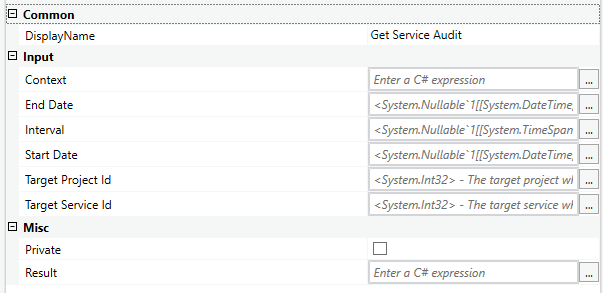 Common
DisplayName Get Service Audit
Input
Context Enter a C# expression ...
End Date <System.Nullable`1[[System.DateTime, ...
Interval <System.Nullable`1[[System.TimeSpan ...
Start Date <System.Nullable`1[[System.DateTime, ...
Target Project Id <System.Int32> - The target project wh ...
Target Service Id <System.Int32> - The target service wh ...
Misc
Private
Result Enter a C# expression ...